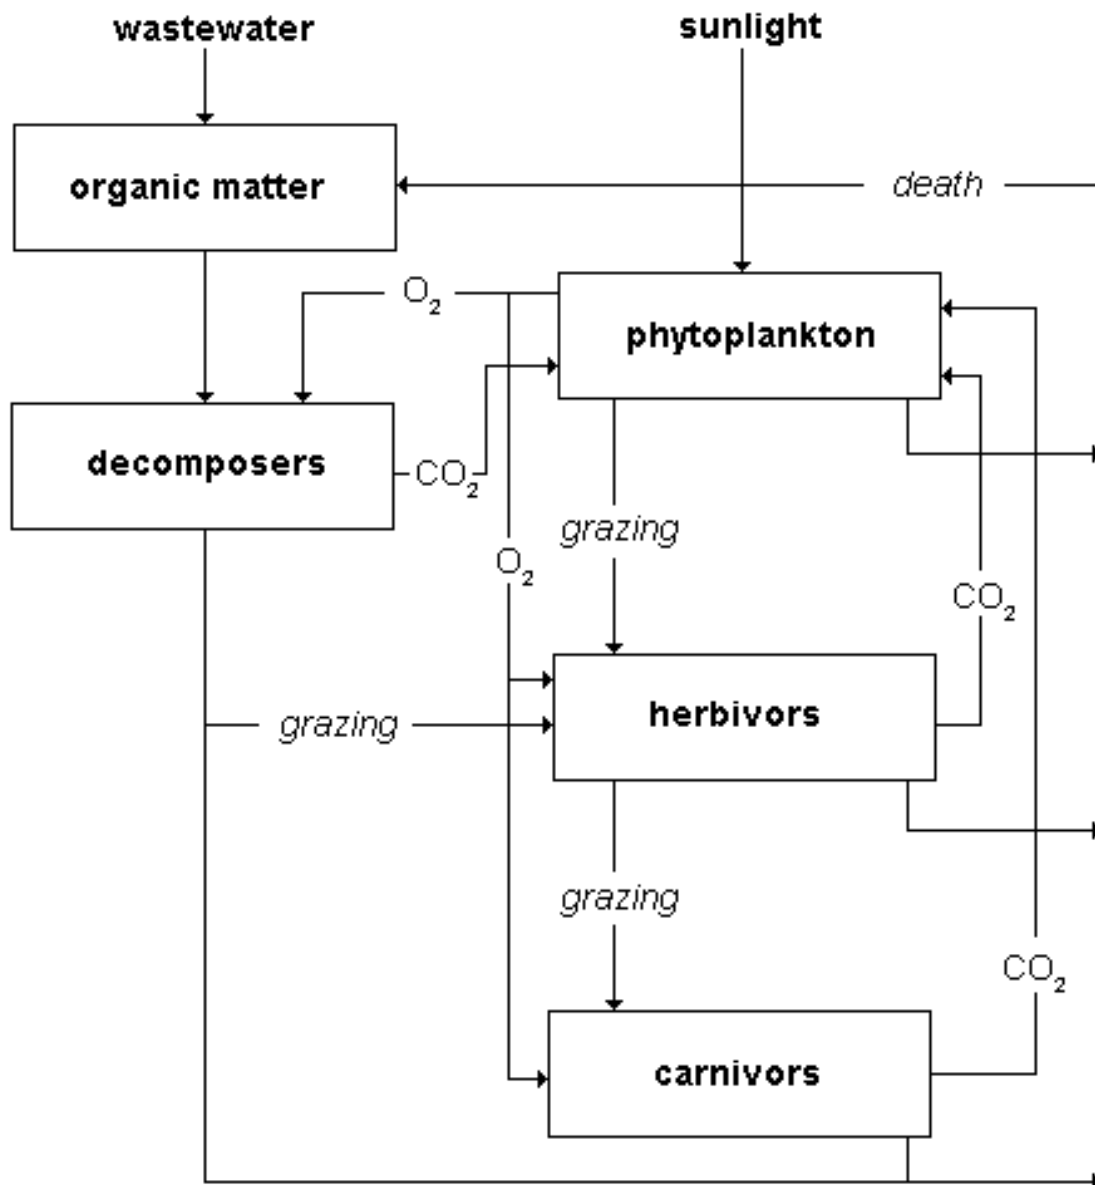 wastewater
sunlight
organic matter
death
O₂
phytoplankton
decomposers
CO₂
grazing
O₂
CO₂
herbivors
grazing
grazing
CO₂
carnivors